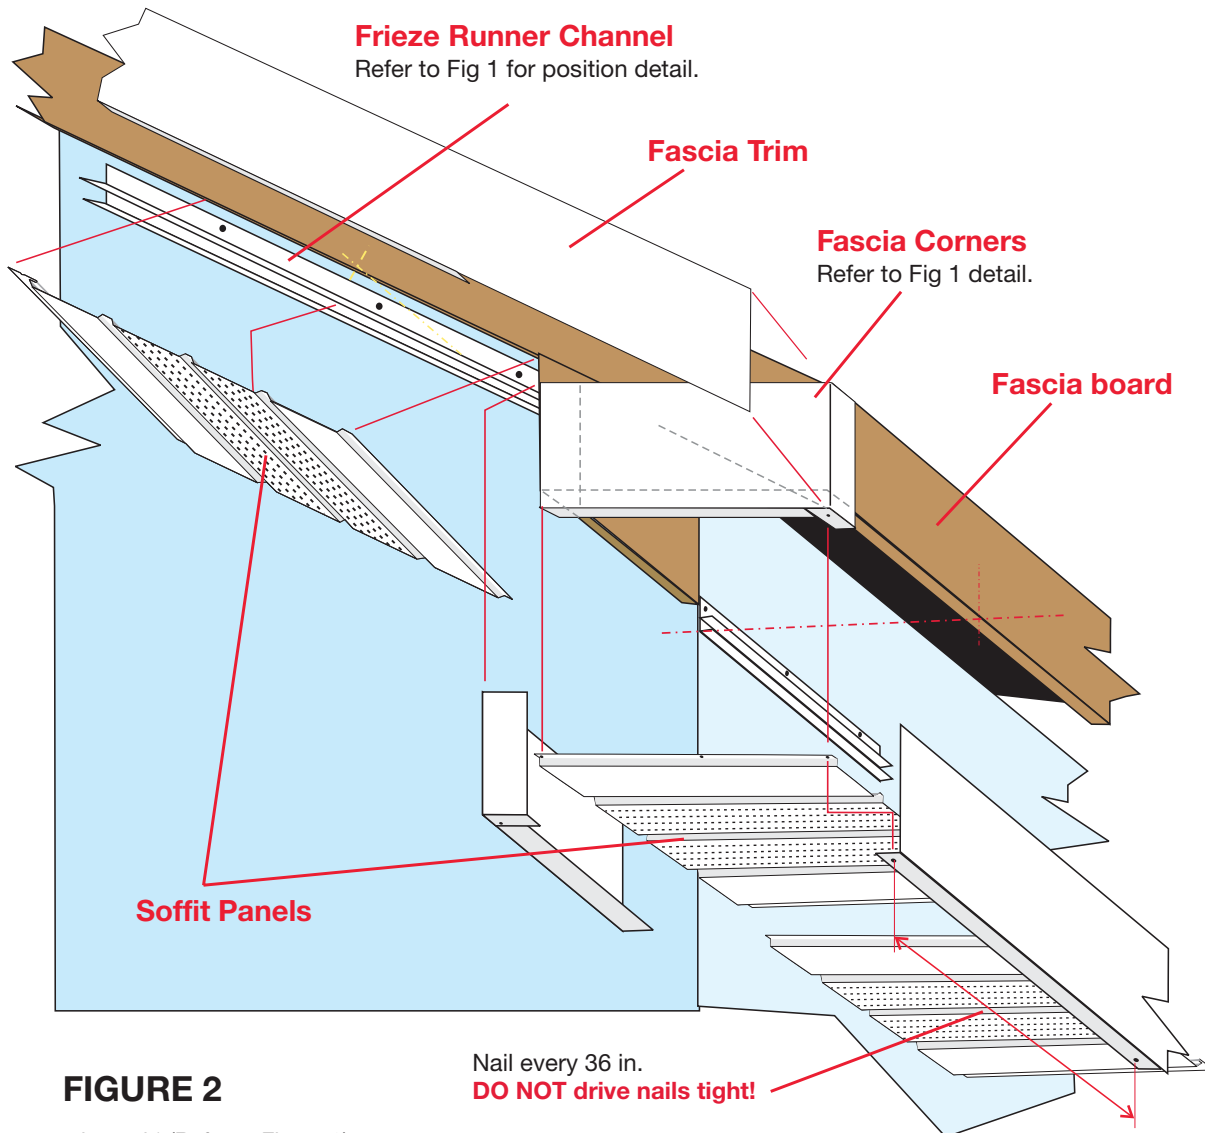 Frieze Runner Channel
Refer to Fig 1 for position detail.
Fascia Trim
Fascia Corners
Refer to Fig 1 detail.
Fascia board
Soffit Panels
Nail every 36 in.
DO NOT drive nails tight!
FIGURE 2